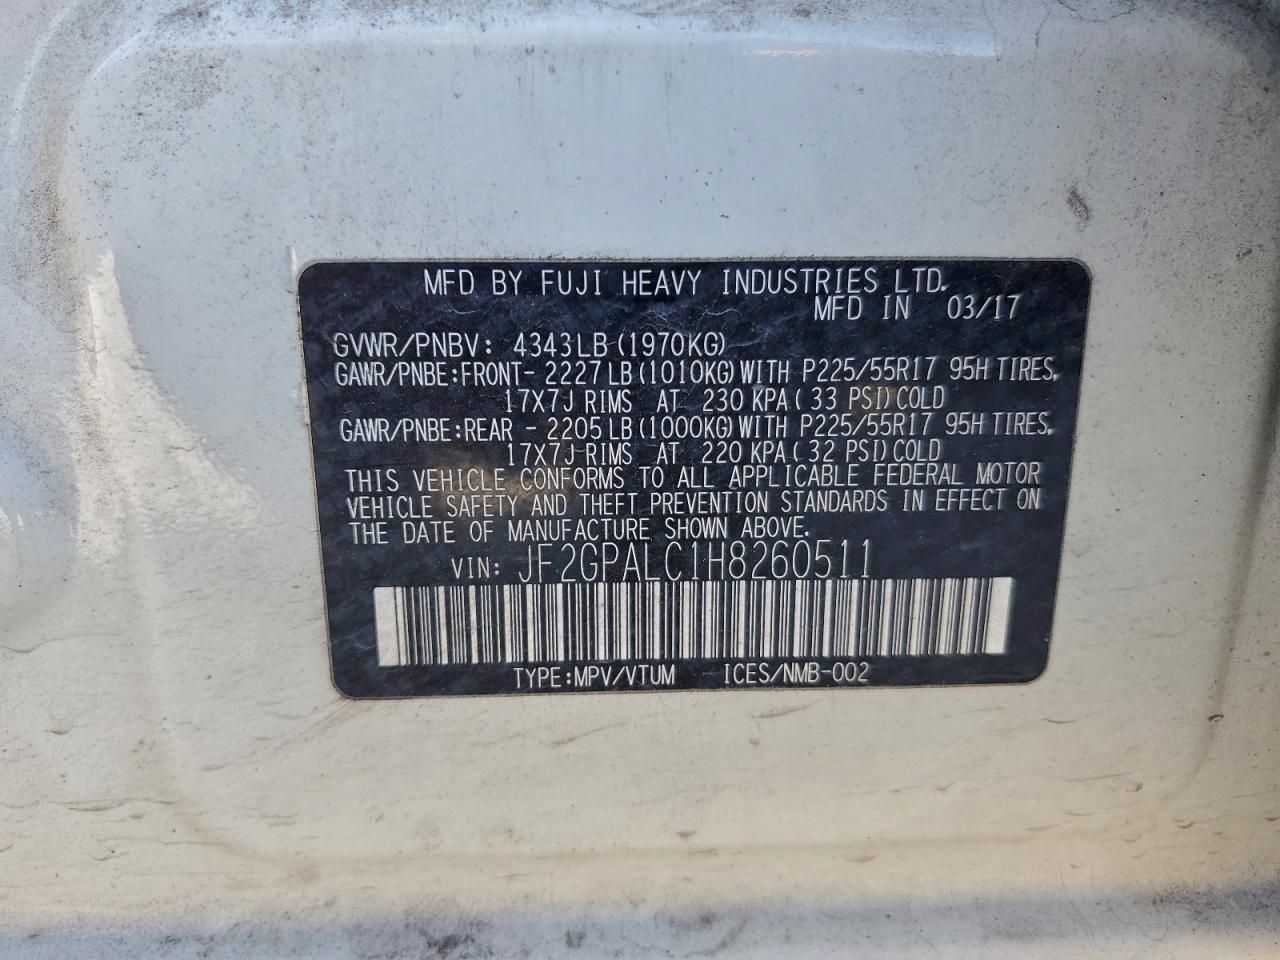 MFD BY FUJI HEAVY INDUSTRIES LTD.
MFD IN 03/17
GVWR/PNBV: 4343LB (1970KG)
GAWR/PNBE:FRONT- 2227LB(1010KG)WITH P225/55R17 95H TIRES,
17X7J RIMS AT 230 KPA( 33 PSI)COLD
GAWR/PNBE:REAR - 2205LB(1000KG)WITH P225/55R17 95H TIRES,
17X7J RIMS AT 220 KPA( 32 PSI)COLD
THIS VEHICLE CONFORMS TO ALL APPLICABLE FEDERAL MOTOR
VEHICLE SAFETY AND THEFT PREVENTION STANDARDS IN EFFECT ON
THE DATE OF MANUFACTURE SHOWN ABOVE.
VIN: JF2GPALC1H8260511
TYPE:MPV/VTUM ICES/NMB-002